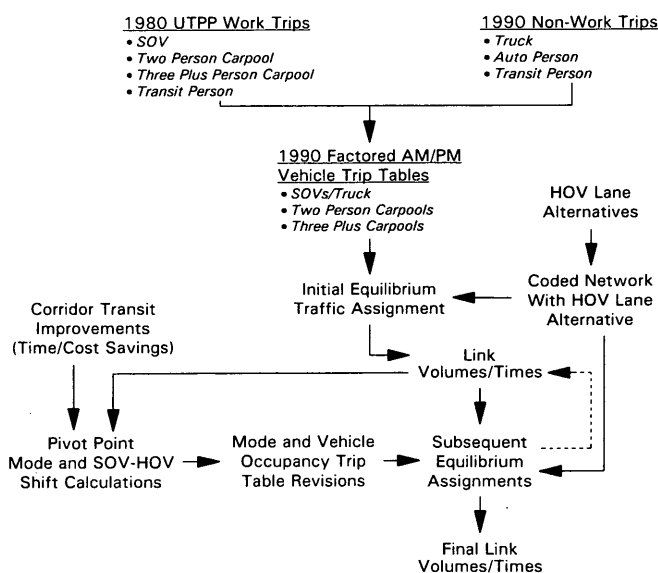 1980 UTPP Work Trips
• SOV
• Two Person Carpool
• Three Plus Person Carpool
• Transit Person
1990 Non-Work Trips
• Truck
• Auto Person
• Transit Person
1990 Factored AM/PM
Vehicle Trip Tables
• SOVs/Truck
• Two Person Carpools
• Three Plus Carpools
HOV Lane
Alternatives
Initial Equilibrium
Traffic Assignment
Coded Network
With HOV Lane
Alternative
Corridor Transit
Improvements
(Time/Cost Savings)
Link
Volumes/Times
Pivot Point
Mode and SOV-HOV
Shift Calculations
Mode and Vehicle
Occupancy Trip
Table Revisions
Subsequent
Equilibrium
Assignments
Final Link
Volumes/Times